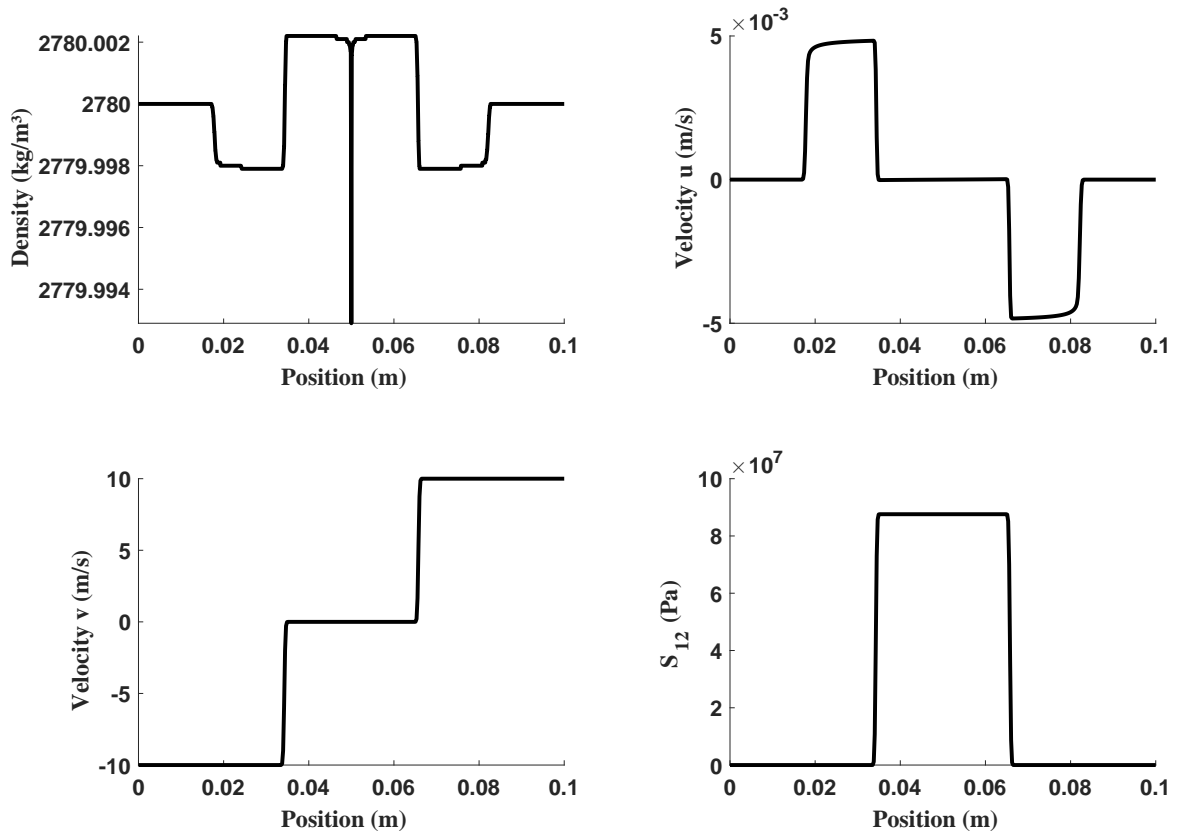 2780.002
2780
2779.998
2779.996
2779.994
Density (kg/m³)
0 0.02 0.04 0.06 0.08 0.1
Position (m)
×10⁻³
5
0
-5
Velocity u (m/s)
0 0.02 0.04 0.06 0.08 0.1
Position (m)
10
5
0
-5
-10
Velocity v (m/s)
0 0.02 0.04 0.06 0.08 0.1
Position (m)
×10⁷
10
8
6
4
2
0
S₁₂ (Pa)
0 0.02 0.04 0.06 0.08 0.1
Position (m)